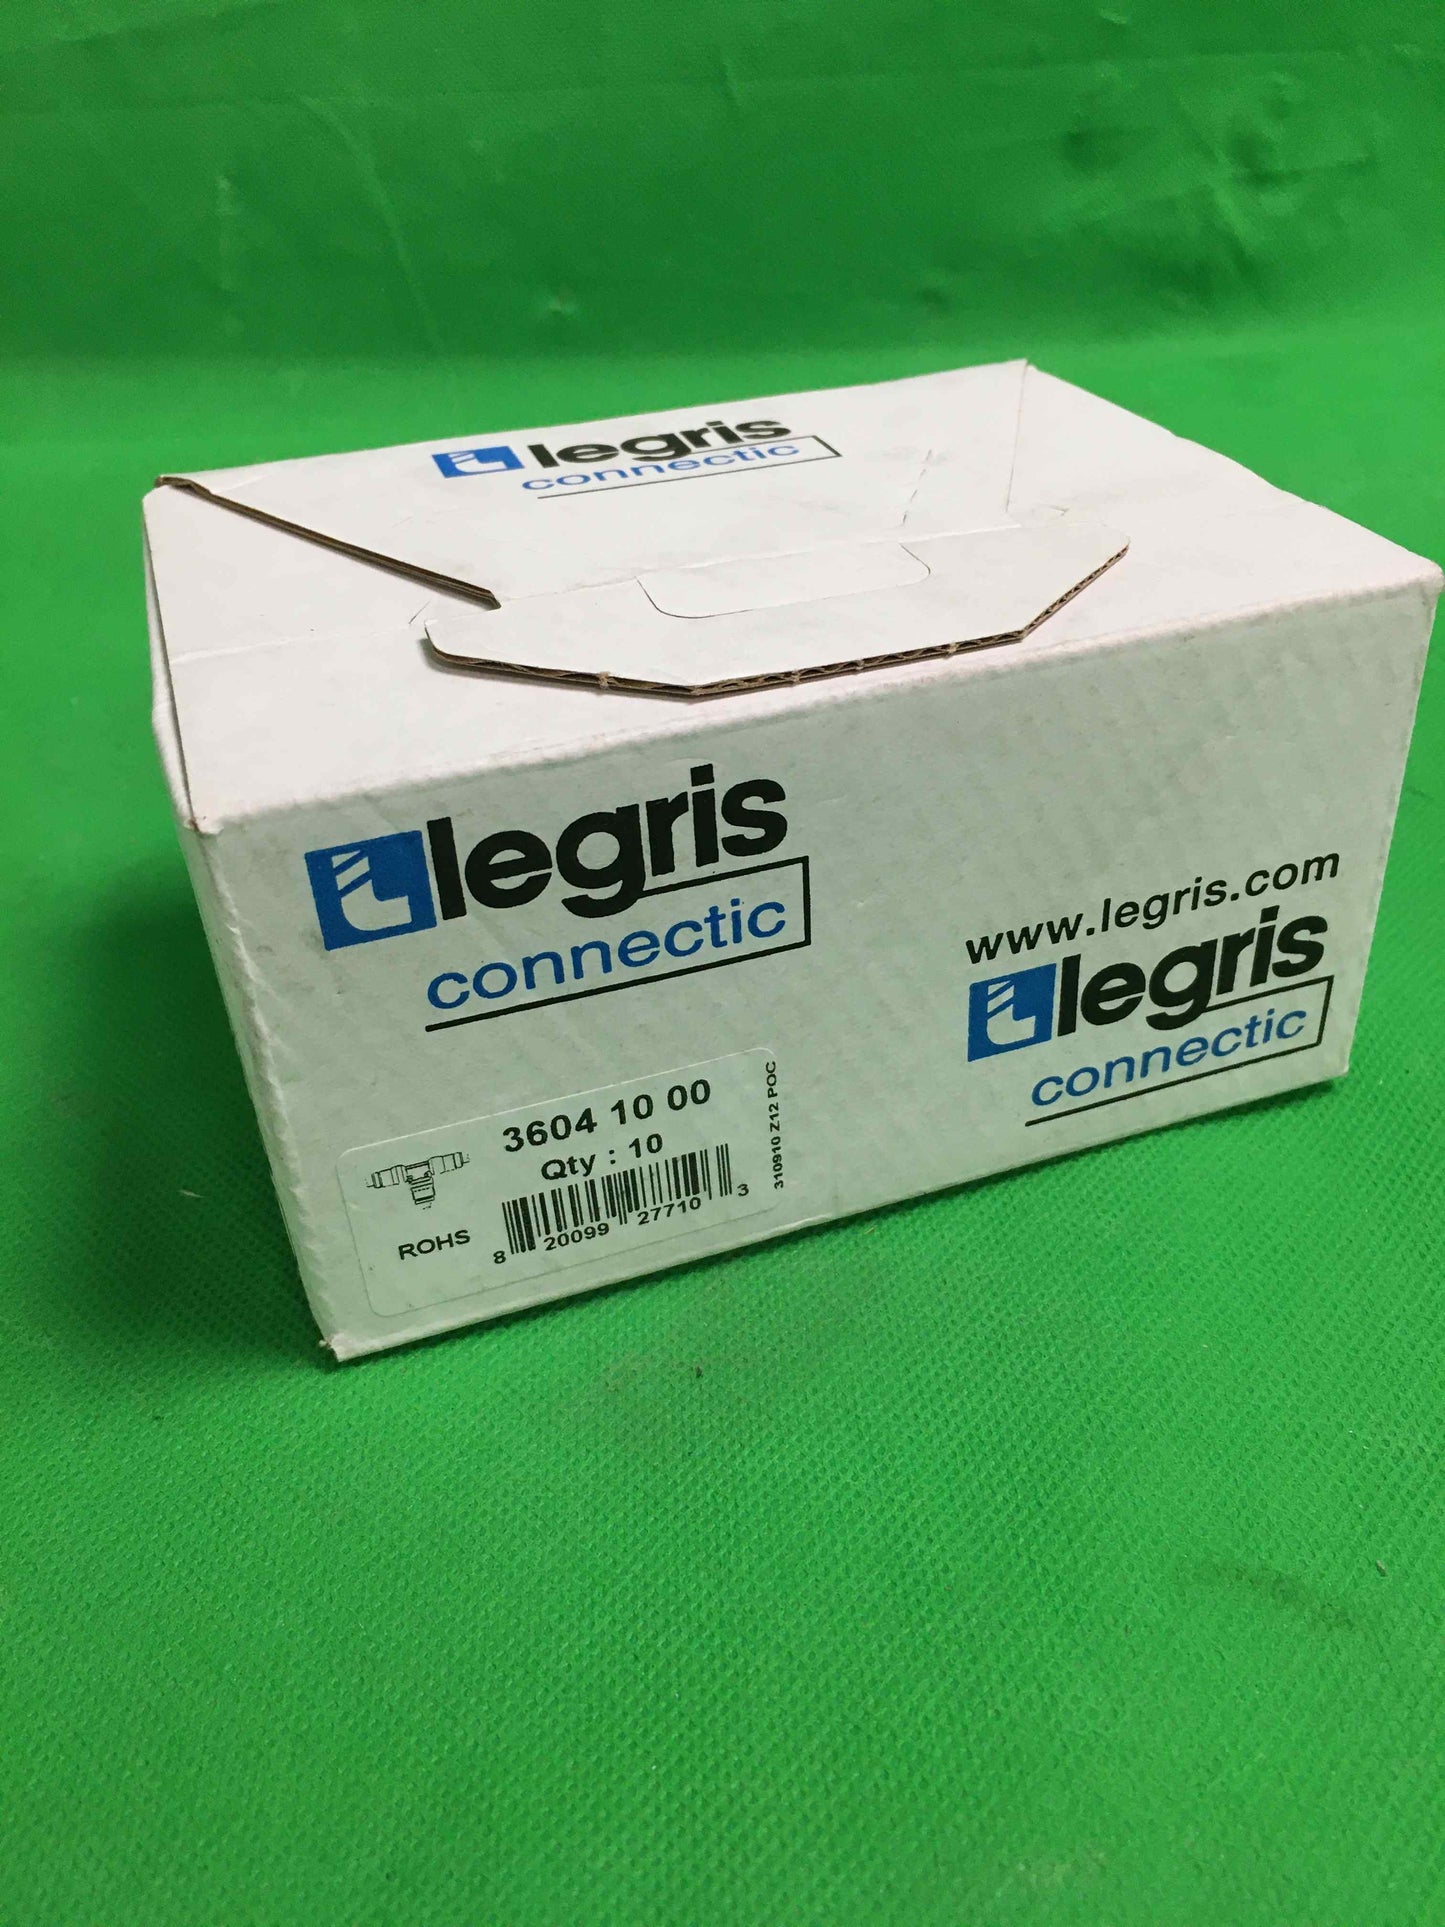 legris
connectic
legris
connectic
www.legris.com
legris
connectic
3604 10 00
Qty : 10
ROHS
8 20099 27710 3
310910 Z12 POC